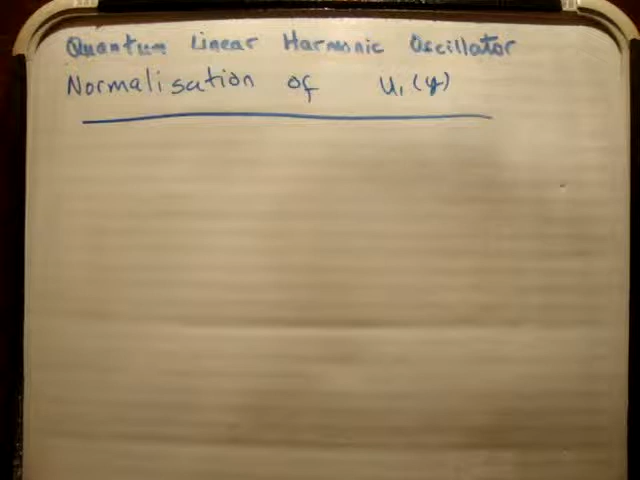 Quantum Linear Harmonic Oscillator
Normalisation of u₁(y)